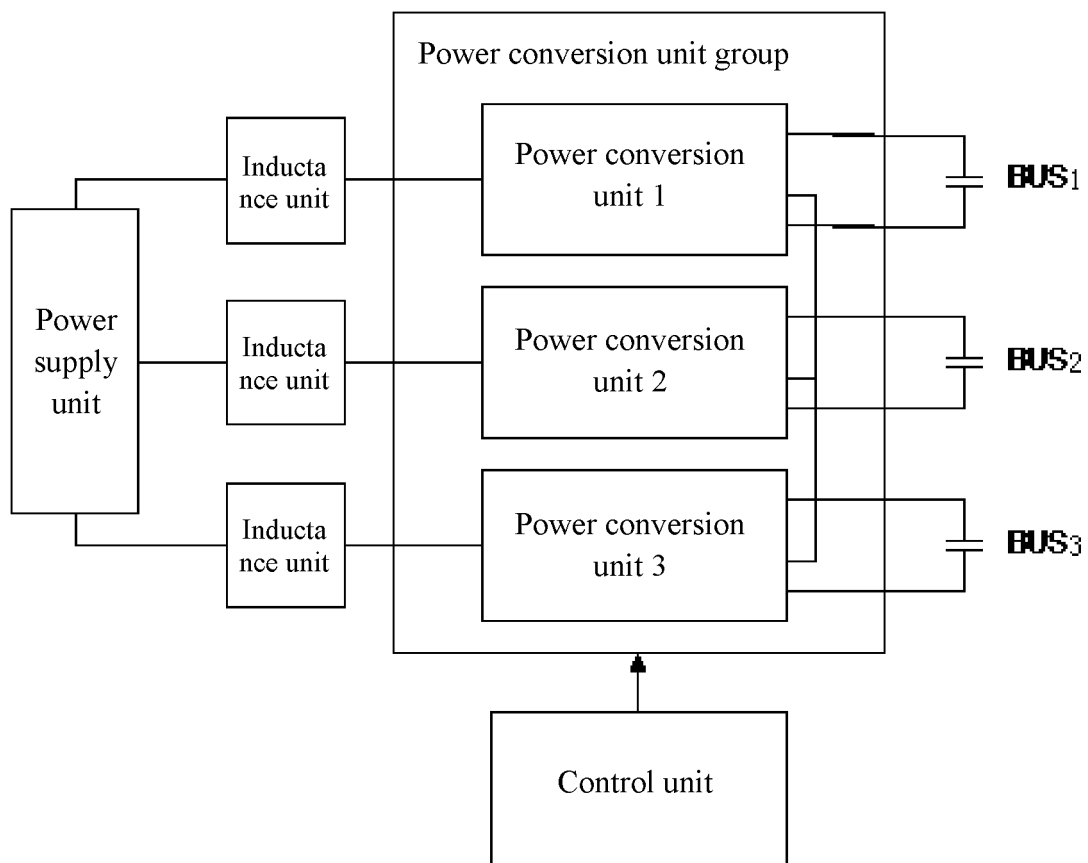 Power conversion unit group
Inducta
nce unit
Power conversion
unit 1
BUS1
Power
supply
unit
Inducta
nce unit
Power conversion
unit 2
BUS2
Inducta
nce unit
Power conversion
unit 3
BUS3
Control unit